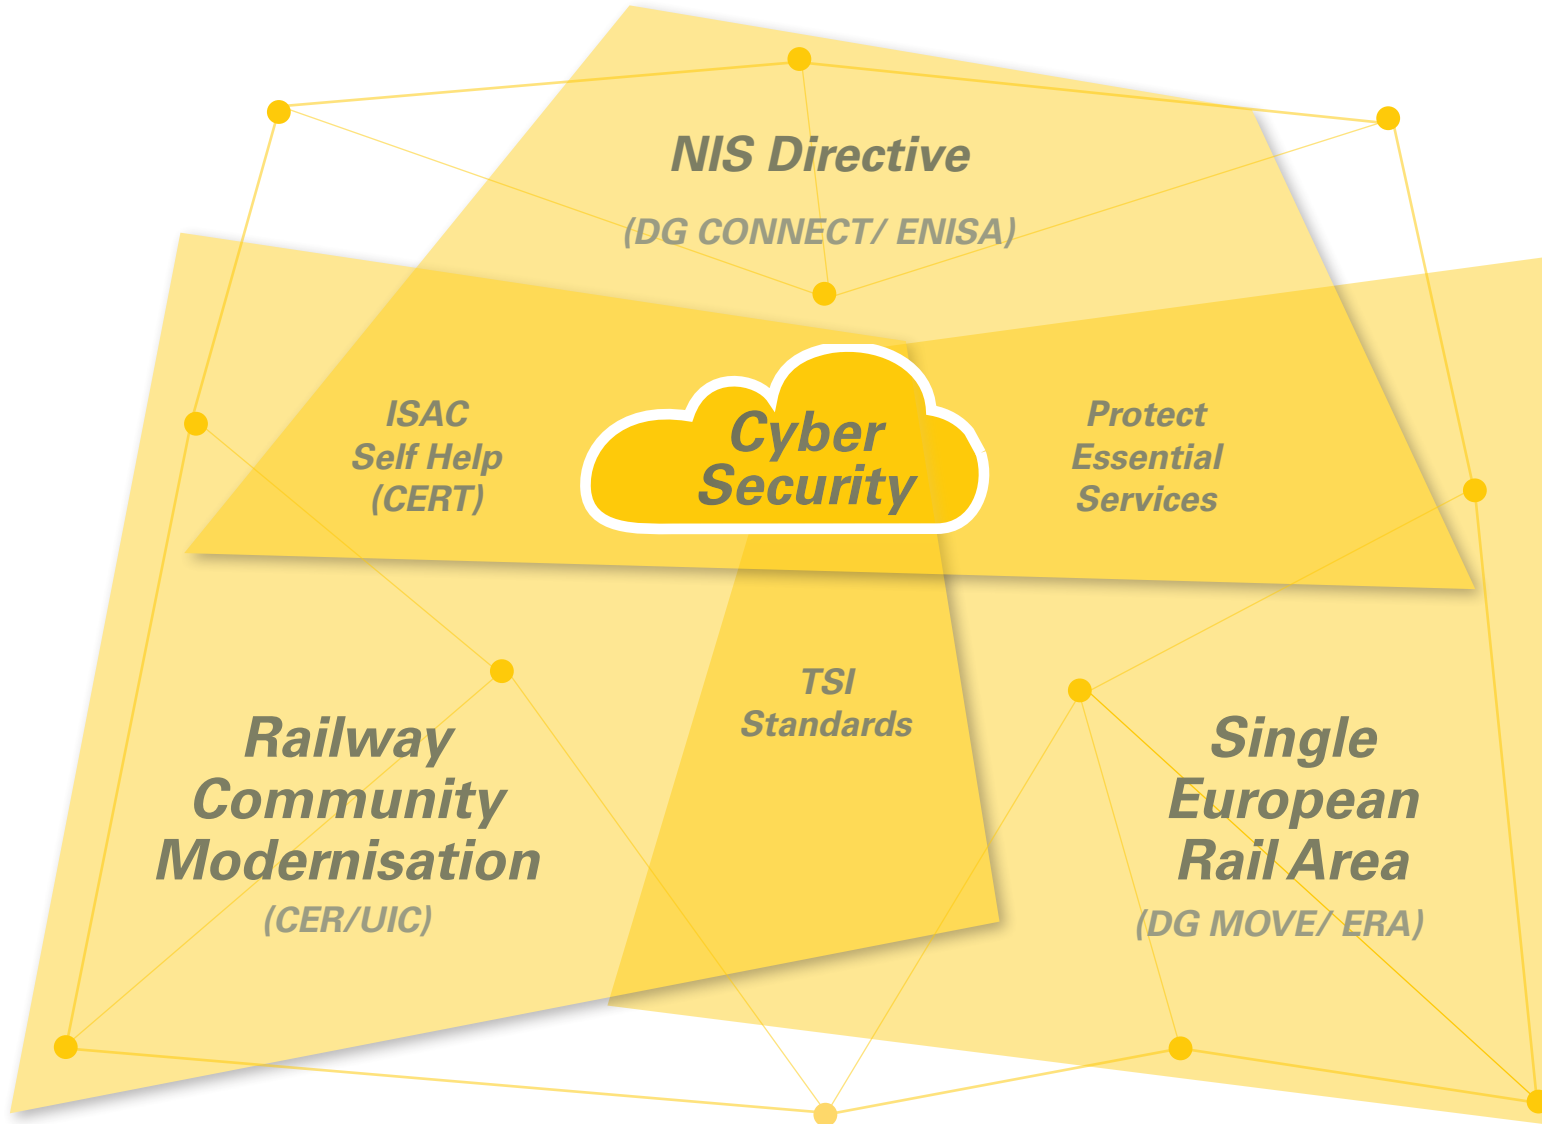 NIS Directive
(DG CONNECT/ ENISA)
ISAC
Self Help
(CERT)
Cyber
Security
Protect
Essential
Services
TSI
Standards
Railway
Community
Modernisation
(CER/UIC)
Single
European
Rail Area
(DG MOVE/ ERA)